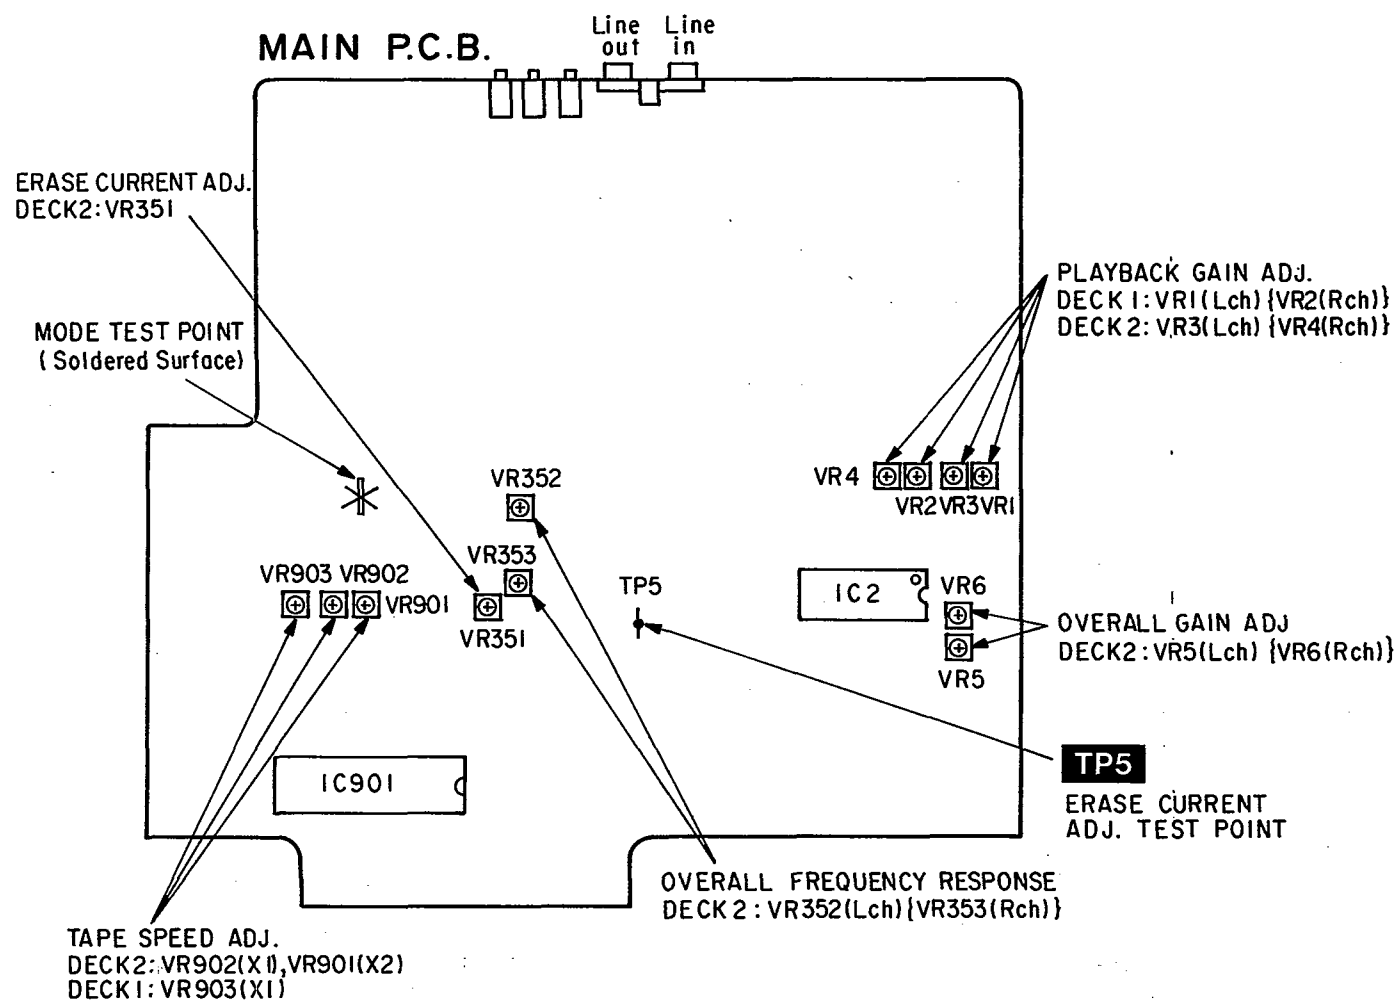 MAIN P.C.B.
Line out
Line in
ERASE CURRENT ADJ.
DECK2:VR351
MODE TEST POINT
(Soldered Surface)
PLAYBACK GAIN ADJ.
DECK 1:VR1(Lch) {VR2(Rch)}
DECK 2:VR3(Lch) {VR4(Rch)}
VR4
VR2 VR3 VR1
VR352
VR353
VR351
VR903 VR902
VR901
TP5
IC2
VR6
VR5
OVERALL GAIN ADJ
DECK2:VR5(Lch) {VR6(Rch)}
IC901
TP5
ERASE CURRENT
ADJ. TEST POINT
OVERALL FREQUENCY RESPONSE
DECK 2:VR352(Lch){VR353(Rch)}
TAPE SPEED ADJ.
DECK2:VR902(X1),VR901(X2)
DECK1:VR903(X1)